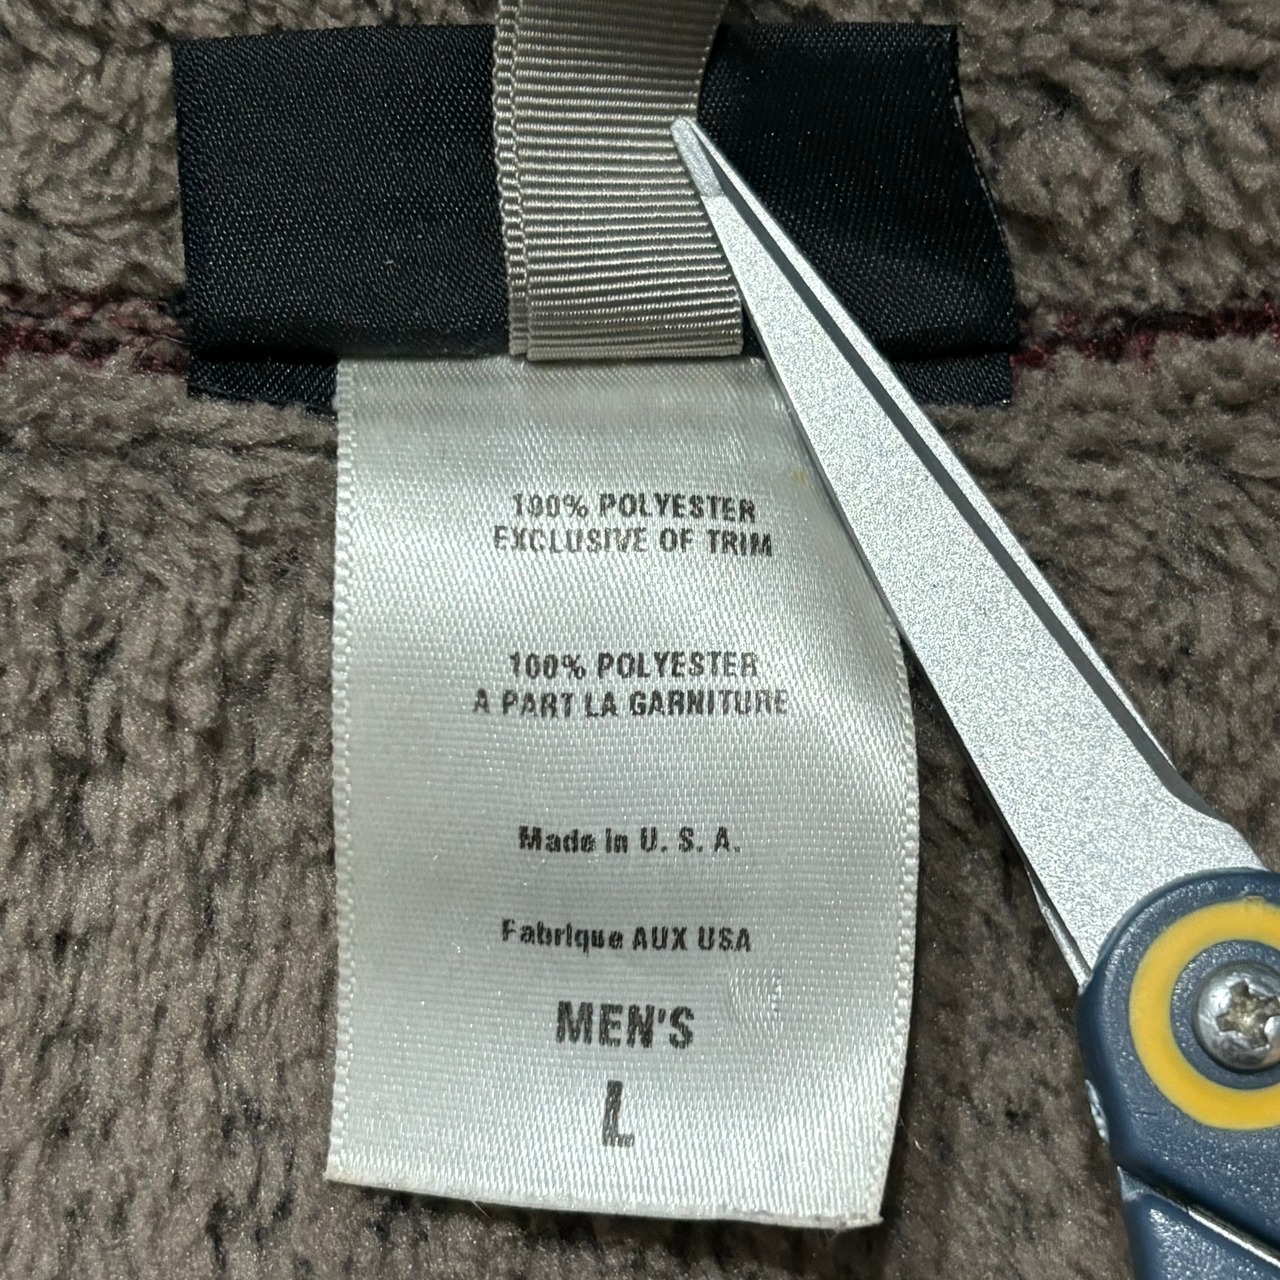 100% POLYESTER
EXCLUSIVE OF TRIM
100% POLYESTER
A PART LA GARNITURE
Made in U. S. A.
Fabrique AUX USA
MEN'S
L